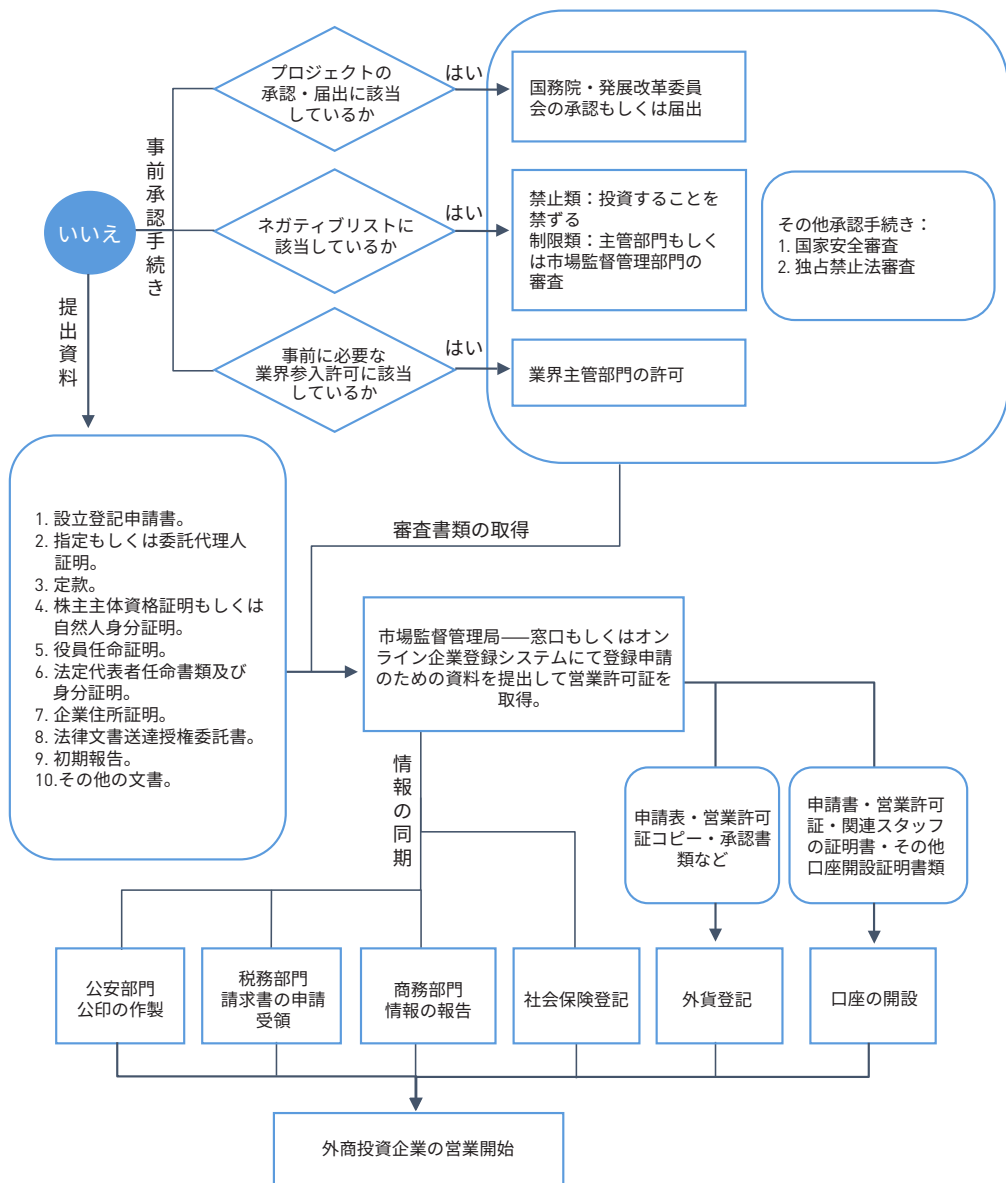 プロジェクトの
承認・届出に該当
しているか
はい
国務院・発展改革委員
会の承認もしくは届出
事前承認手続き
いいえ
ネガティブリストに
該当しているか
はい
禁止類：投資することを
禁ずる
制限類：主管部門もしく
は市場監督管理部門の
審査
その他承認手続き：
1. 国家安全審査
2. 独占禁止法審査
提出資料
事前に必要な
業界参入許可に該当
しているか
はい
業界主管部門の許可
1. 設立登記申請書。
2. 指定もしくは委託代理人
証明。
3. 定款。
4. 株主主体資格証明もしくは
自然人身分証明。
5. 役員任命証明。
6. 法定代表者任命書類及び
身分証明。
7. 企業住所証明。
8. 法律文書送達授権委託書。
9. 初期報告。
10.その他の文書。
審査書類の取得
市場監督管理局——窓口もしくはオン
ライン企業登録システムにて登録申請
のための資料を提出して営業許可証を
取得。
情報の同期
申請表・営業許可
証コピー・承認書
類など
申請書・営業許可
証・関連スタッフ
の証明書・その他
口座開設証明書類
公安部門
公印の作製
税務部門
請求書の申請
受領
商務部門
情報の報告
社会保険登記
外貨登記
口座の開設
外商投資企業の営業開始